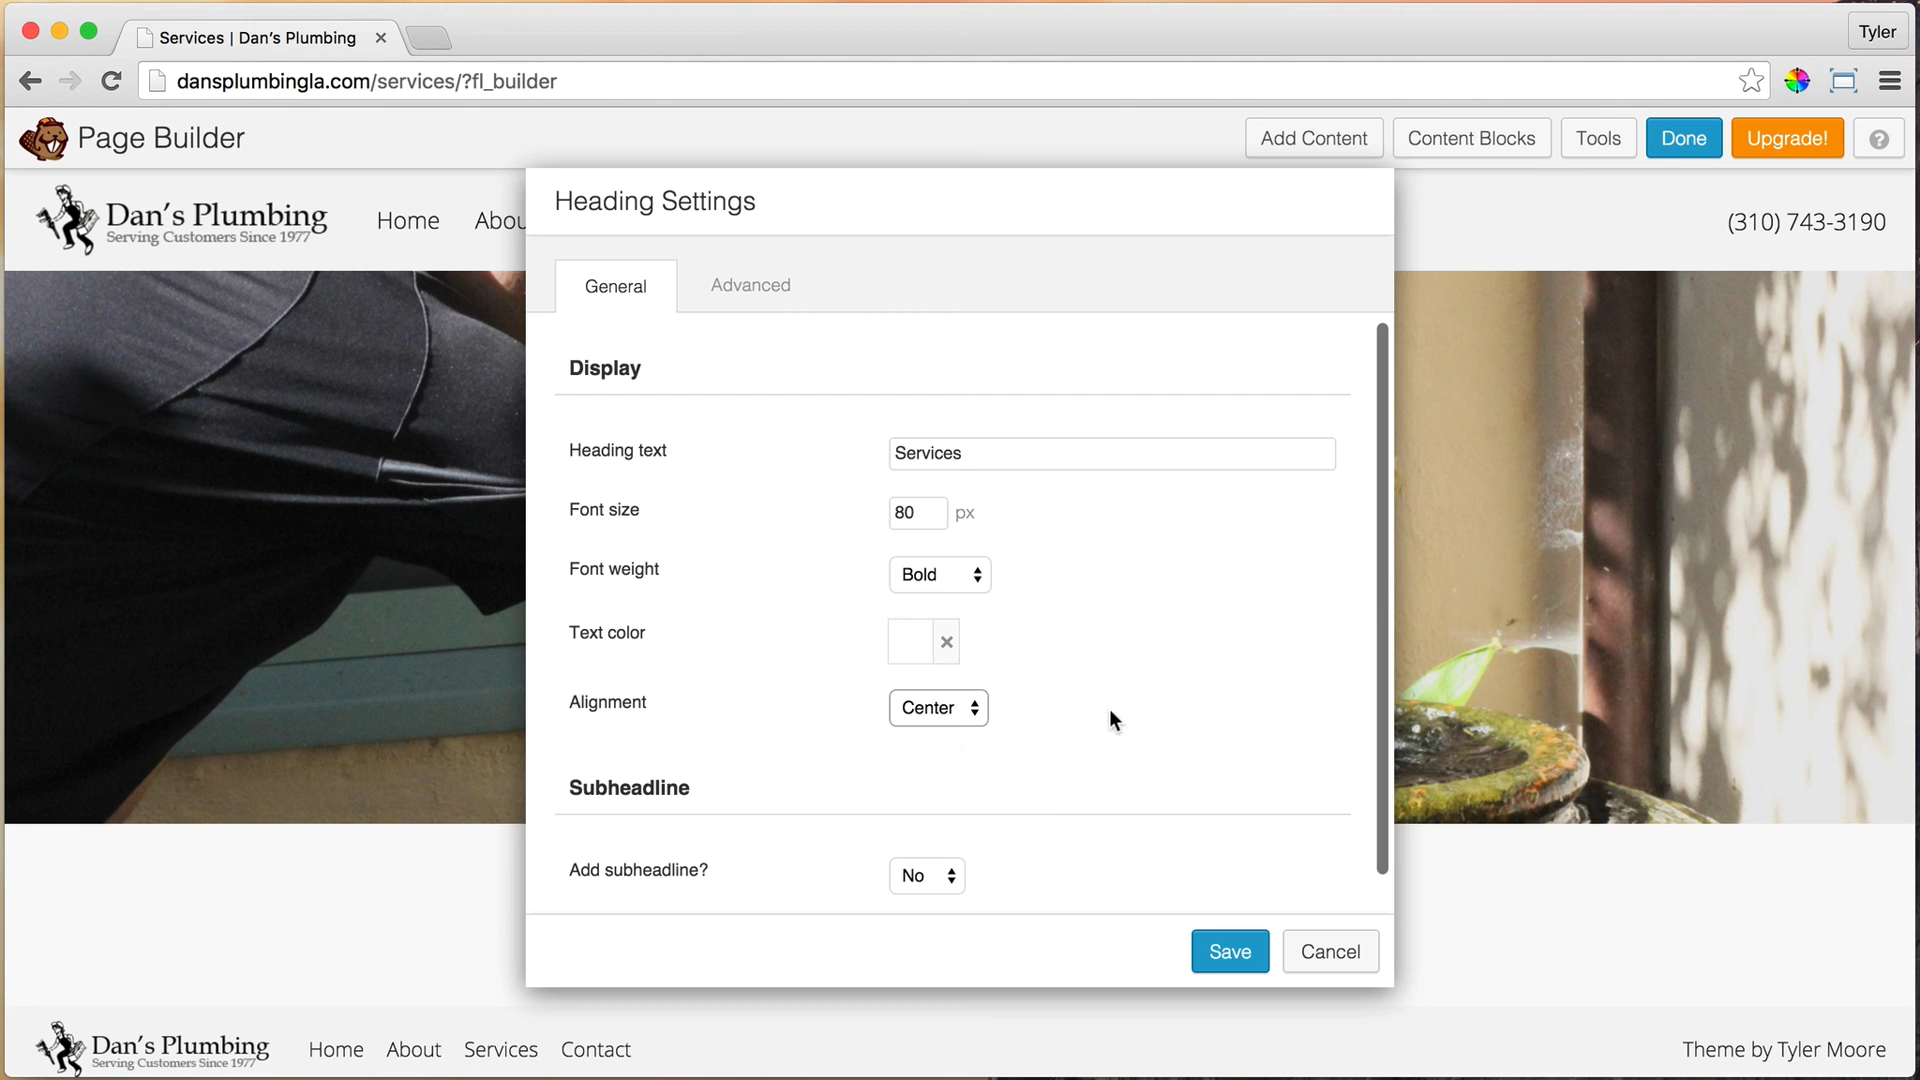 Services | Dan's Plumbing
Tyler
dansplumbingla.com/services/?fl_builder
Page Builder
Add Content
Content Blocks
Tools
Done
Upgrade!
?
Dan's Plumbing
Serving Customers Since 1977
Home
Abou
(310) 743-3190
Heading Settings
General
Advanced
Display
Heading text
Services
Font size
80 px
Font weight
Bold
Text color
Alignment
Center
Subheadline
Add subheadline?
No
Save
Cancel
Dan's Plumbing
Serving Customers Since 1977
Home
About
Services
Contact
Theme by Tyler Moore